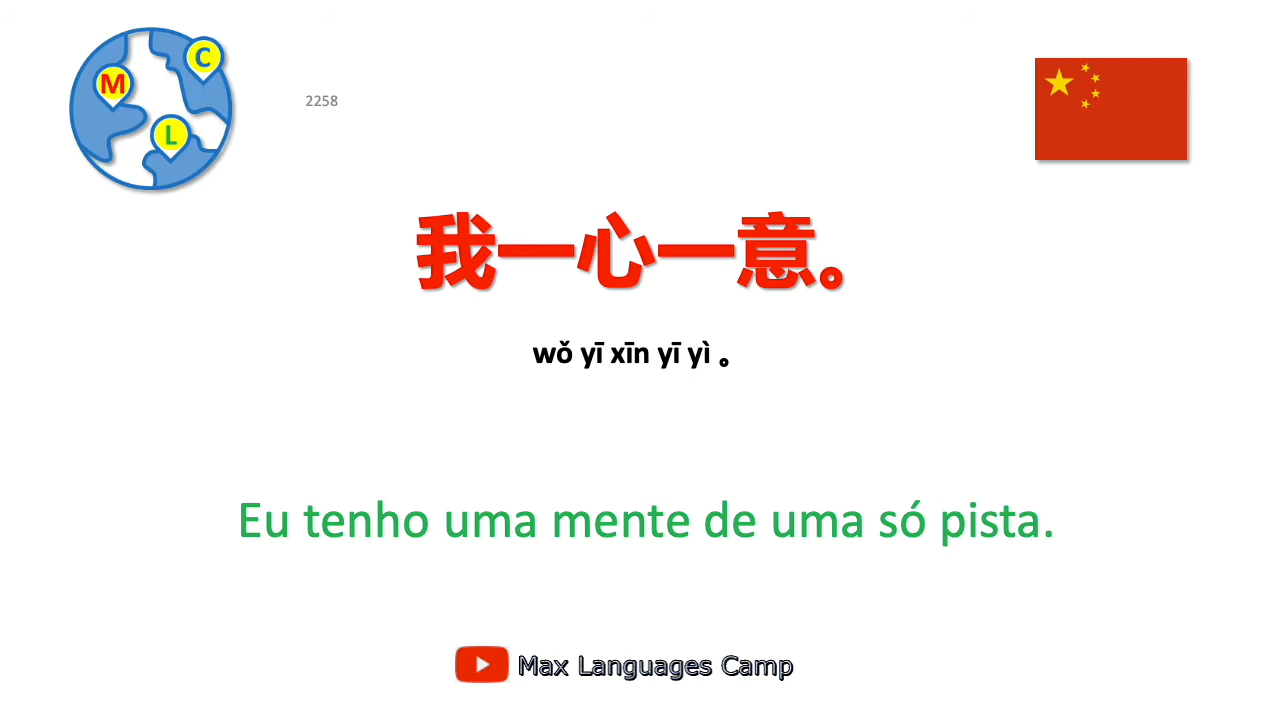 M
C
L
2258
我一心一意。
wǒ yī xīn yī yì 。
Eu tenho uma mente de uma só pista.
Max Languages Camp